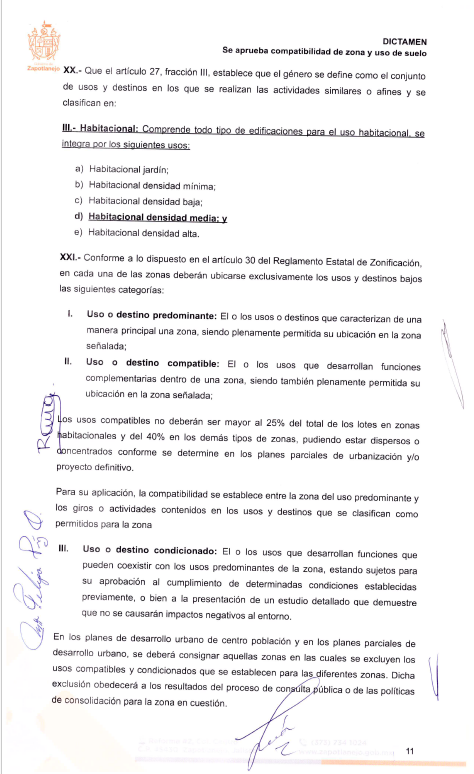 DICTAMEN
Se aprueba compatibilidad de zona y uso de suelo
Zapotlanejo
XX.- Que el artículo 27, fracción III, establece que el género se define como el conjunto
de usos y destinos en los que se realizan las actividades similares o afines y se
clasifican en:
III.- Habitacional: Comprende todo tipo de edificaciones para el uso habitacional, se
integra por los siguientes usos:
a) Habitacional jardín;
b) Habitacional densidad mínima;
c) Habitacional densidad baja;
d) Habitacional densidad media; y
e) Habitacional densidad alta.
XXI.- Conforme a lo dispuesto en el artículo 30 del Reglamento Estatal de Zonificación,
en cada una de las zonas deberán ubicarse exclusivamente los usos y destinos bajos
las siguientes categorías:
I. Uso o destino predominante: El o los usos o destinos que caracterizan de una
manera principal una zona, siendo plenamente permitida su ubicación en la zona
señalada;
II. Uso o destino compatible: El o los usos que desarrollan funciones
complementarias dentro de una zona, siendo también plenamente permitida su
ubicación en la zona señalada;
Los usos compatibles no deberán ser mayor al 25% del total de los lotes en zonas
habitacionales y del 40% en los demás tipos de zonas, pudiendo estar dispersos o
concentrados conforme se determine en los planes parciales de urbanización y/o
proyecto definitivo.
Para su aplicación, la compatibilidad se establece entre la zona del uso predominante y
los giros o actividades contenidos en los usos y destinos que se clasifican como
permitidos para la zona
III. Uso o destino condicionado: El o los usos que desarrollan funciones que
pueden coexistir con los usos predominantes de la zona, estando sujetos para
su aprobación al cumplimiento de determinadas condiciones establecidas
previamente, o bien a la presentación de un estudio detallado que demuestre
que no se causarán impactos negativos al entorno.
En los planes de desarrollo urbano de centro población y en los planes parciales de
desarrollo urbano, se deberá consignar aquellas zonas en las cuales se excluyen los
usos compatibles y condicionados que se establecen para las diferentes zonas. Dicha
exclusión obedecerá a los resultados del proceso de consulta pública o de las políticas
de consolidación para la zona en cuestión.
11